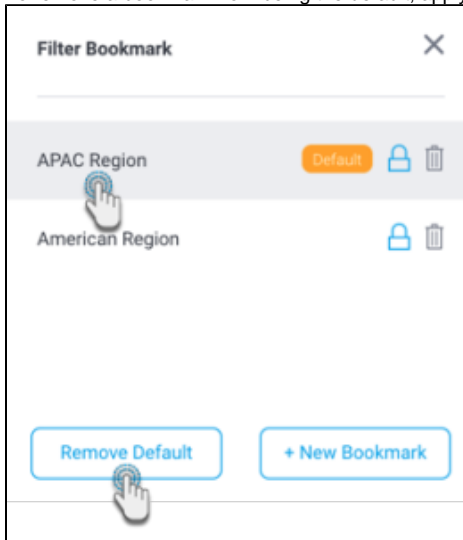 Filter Bookmark
APAC Region Default
American Region
Remove Default + New Bookmark